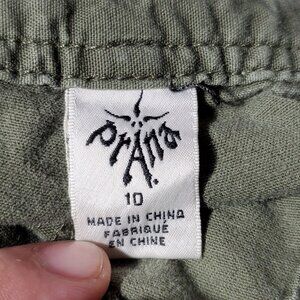 prAna
10
MADE IN CHINA
FABRIQUÉ
EN CHINE